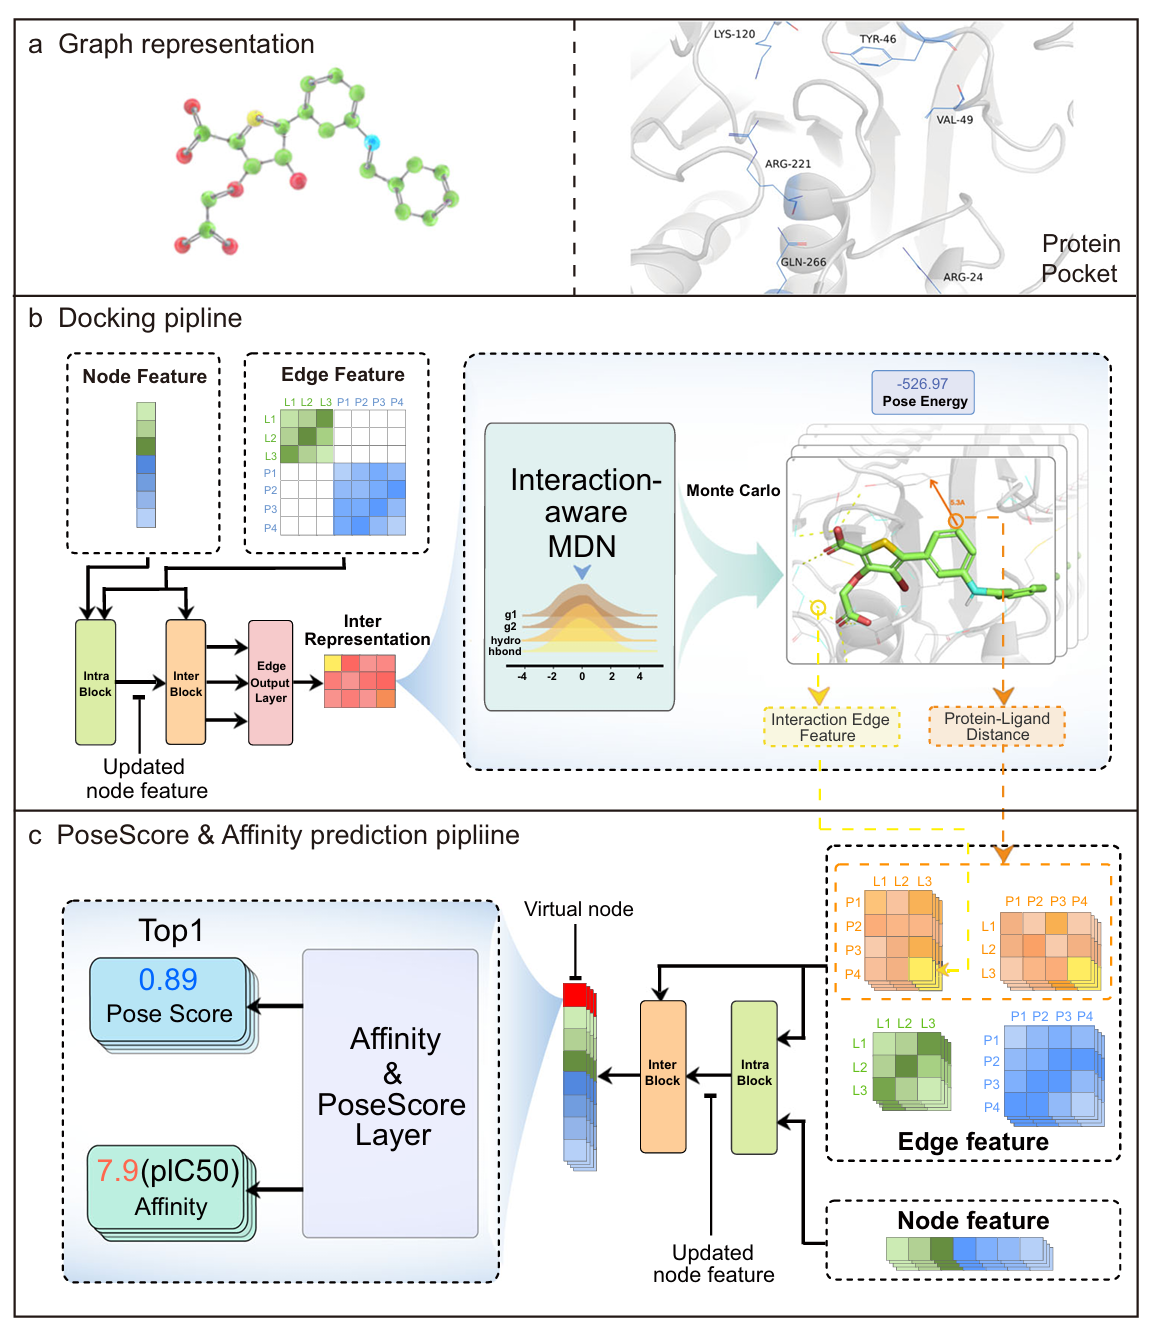 a Graph representation
LYS-120
TYR-46
VAL-49
ARG-221
GLN-266
ARG-24
Protein
Pocket
b Docking pipline
Node Feature
Edge Feature
L1 L2 L3 P1 P2 P3 P4
L1
L2
L3
P1
P2
P3
P4
-526.97
Pose Energy
Interaction-
aware
MDN
g1
g2
hydro
hbond
-4 -2 0 2 4
Monte Carlo
5.3A
Intra
Block
Inter
Block
Edge
Output
Layer
Inter
Representation
Updated
node feature
Interaction Edge
Feature
Protein-Ligand
Distance
c PoseScore & Affinity prediction pipliine
Top1
0.89
Pose Score
7.9(pIC50)
Affinity
Affinity
&
PoseScore
Layer
Virtual node
Inter
Block
Intra
Block
Updated
node feature
L1 L2 L3
P1
P2
P3
P4
P1 P2 P3 P4
L1
L2
L3
L1 L2 L3
L1
L2
L3
P1 P2 P3 P4
P1
P2
P3
P4
Edge feature
Node feature